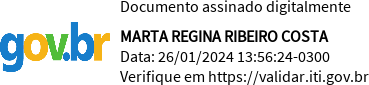 Documento assinado digitalmente
gov.br
MARTA REGINA RIBEIRO COSTA
Data: 26/01/2024 13:56:24-0300
Verifique em https://validar.iti.gov.br